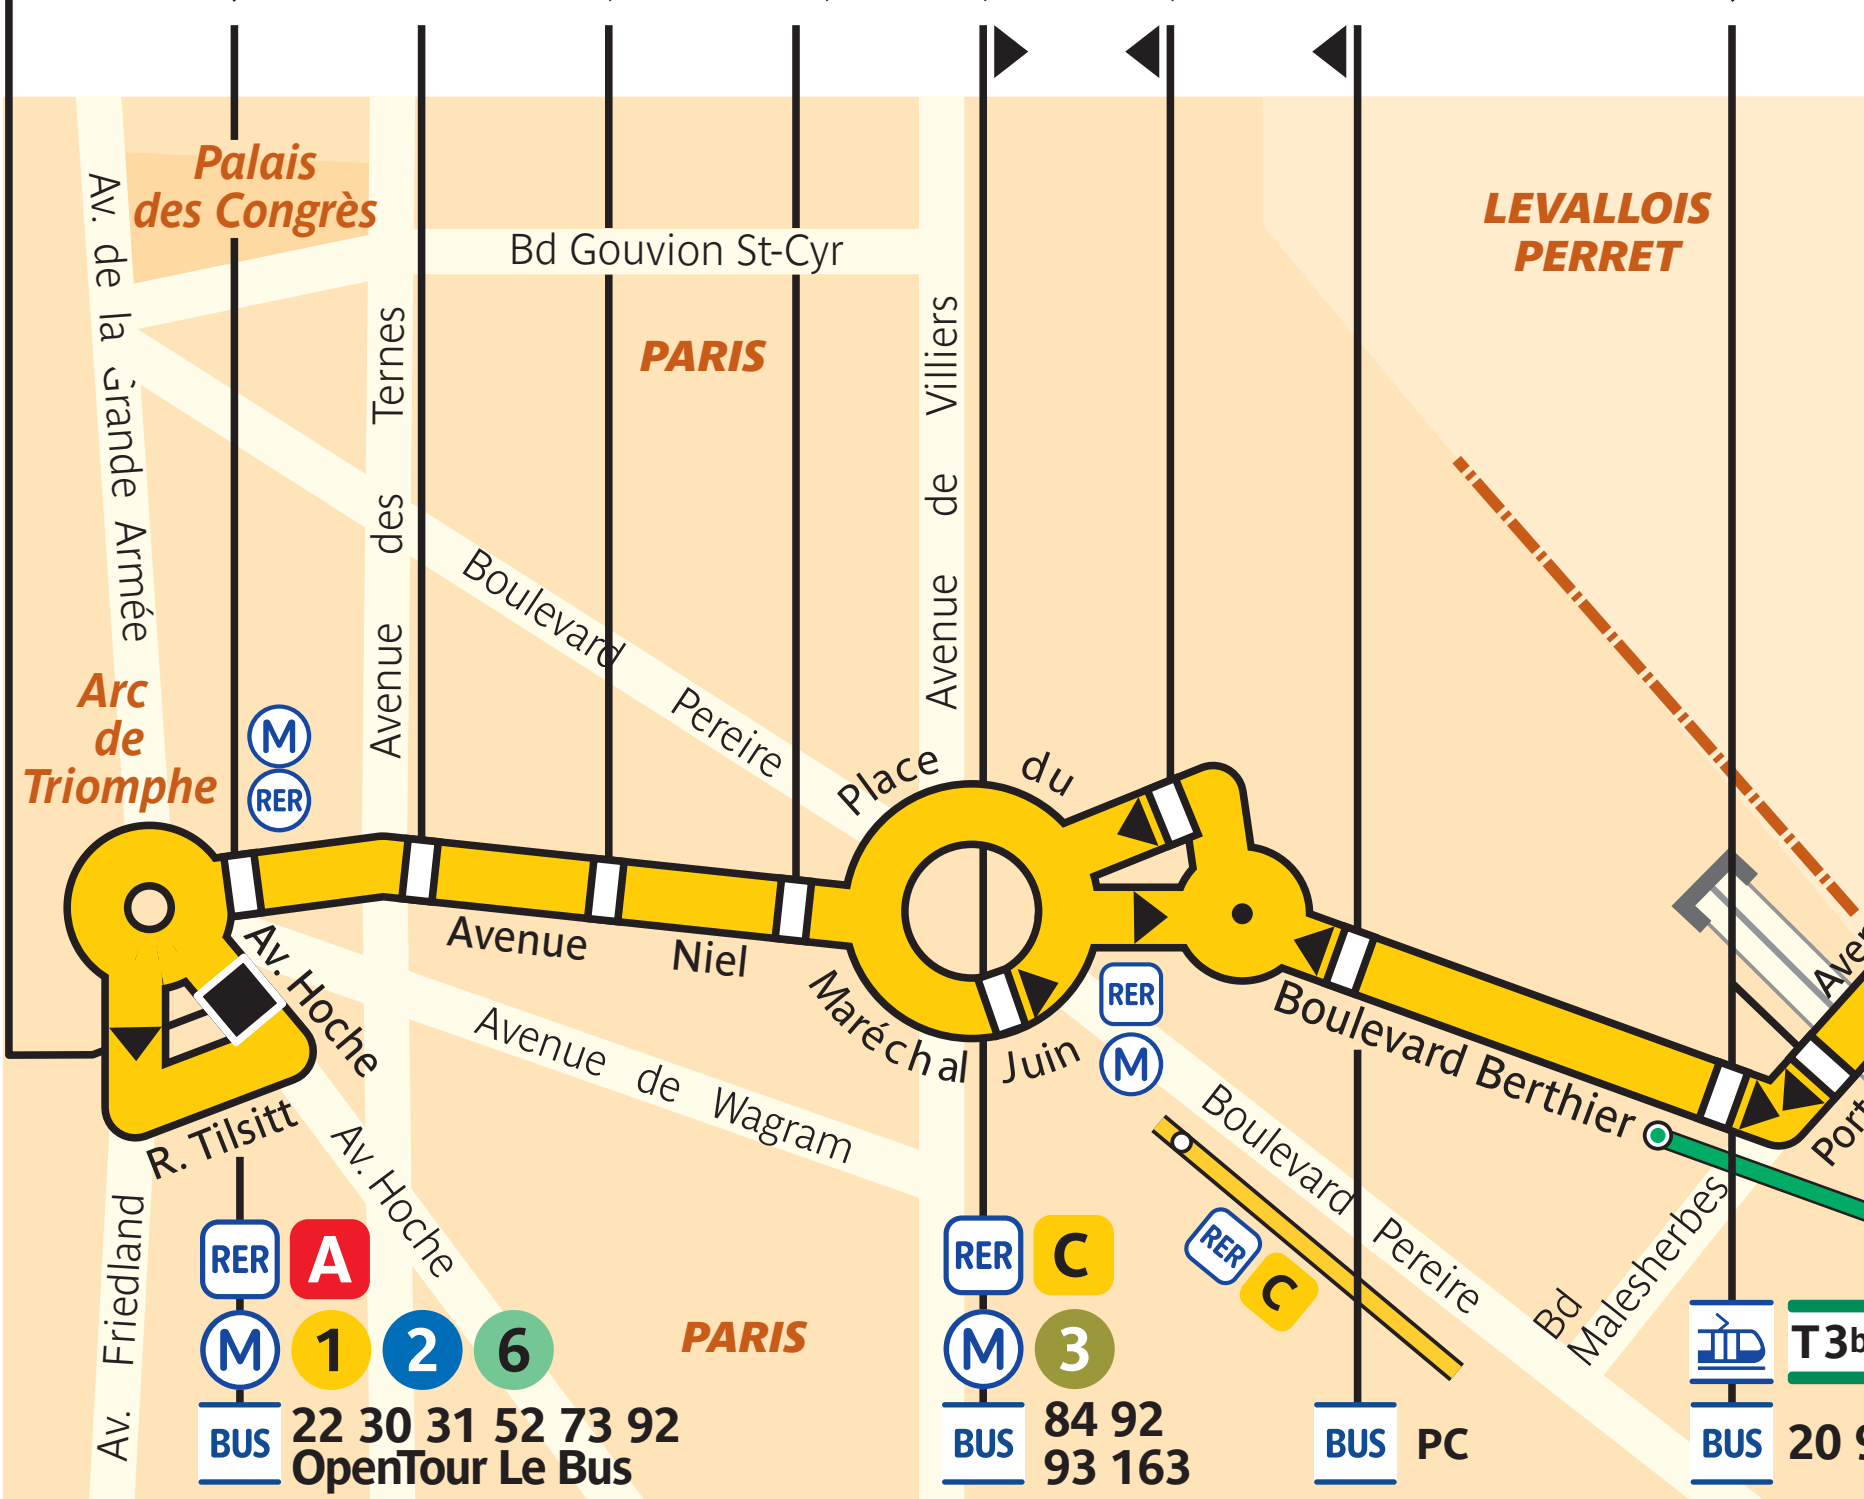 Palais
des Congrès
LEVALLOIS
PERRET
Av. de la Grande Armée
Bd Gouvion St-Cyr
Avenue des Ternes
PARIS
Avenue de Villiers
Boulevard Pereire
Arc
de
Triomphe
M
RER
Place du
Maréchal Juin
Avenue Niel
Av. Hoche
Avenue de Wagram
RER
M
Boulevard Berthier
R. Tilsitt
Av. Hoche
Boulevard Pereire
Bd
Malesherbes
Av. Friedland
RER C
PARIS
RER A
M 1 2 6
BUS 22 30 31 52 73 92
OpenTour Le Bus
RER C
M 3
BUS 84 92
93 163
BUS PC
T3b
BUS 20